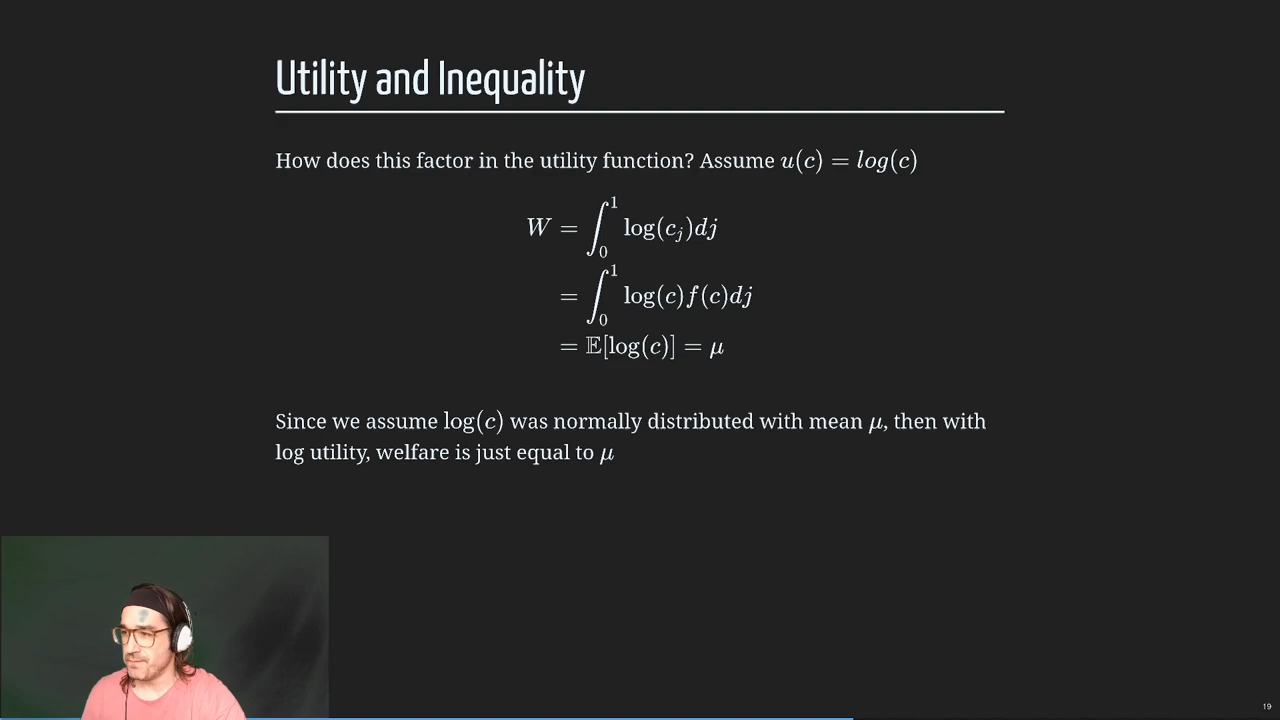 Utility and Inequality
How does this factor in the utility function? Assume u(c) = log(c)
W = ∫₀¹ log(cⱼ)dj
= ∫₀¹ log(c)f(c)dj
= 𝔼[log(c)] = μ
Since we assume log(c) was normally distributed with mean μ, then with
log utility, welfare is just equal to μ
19